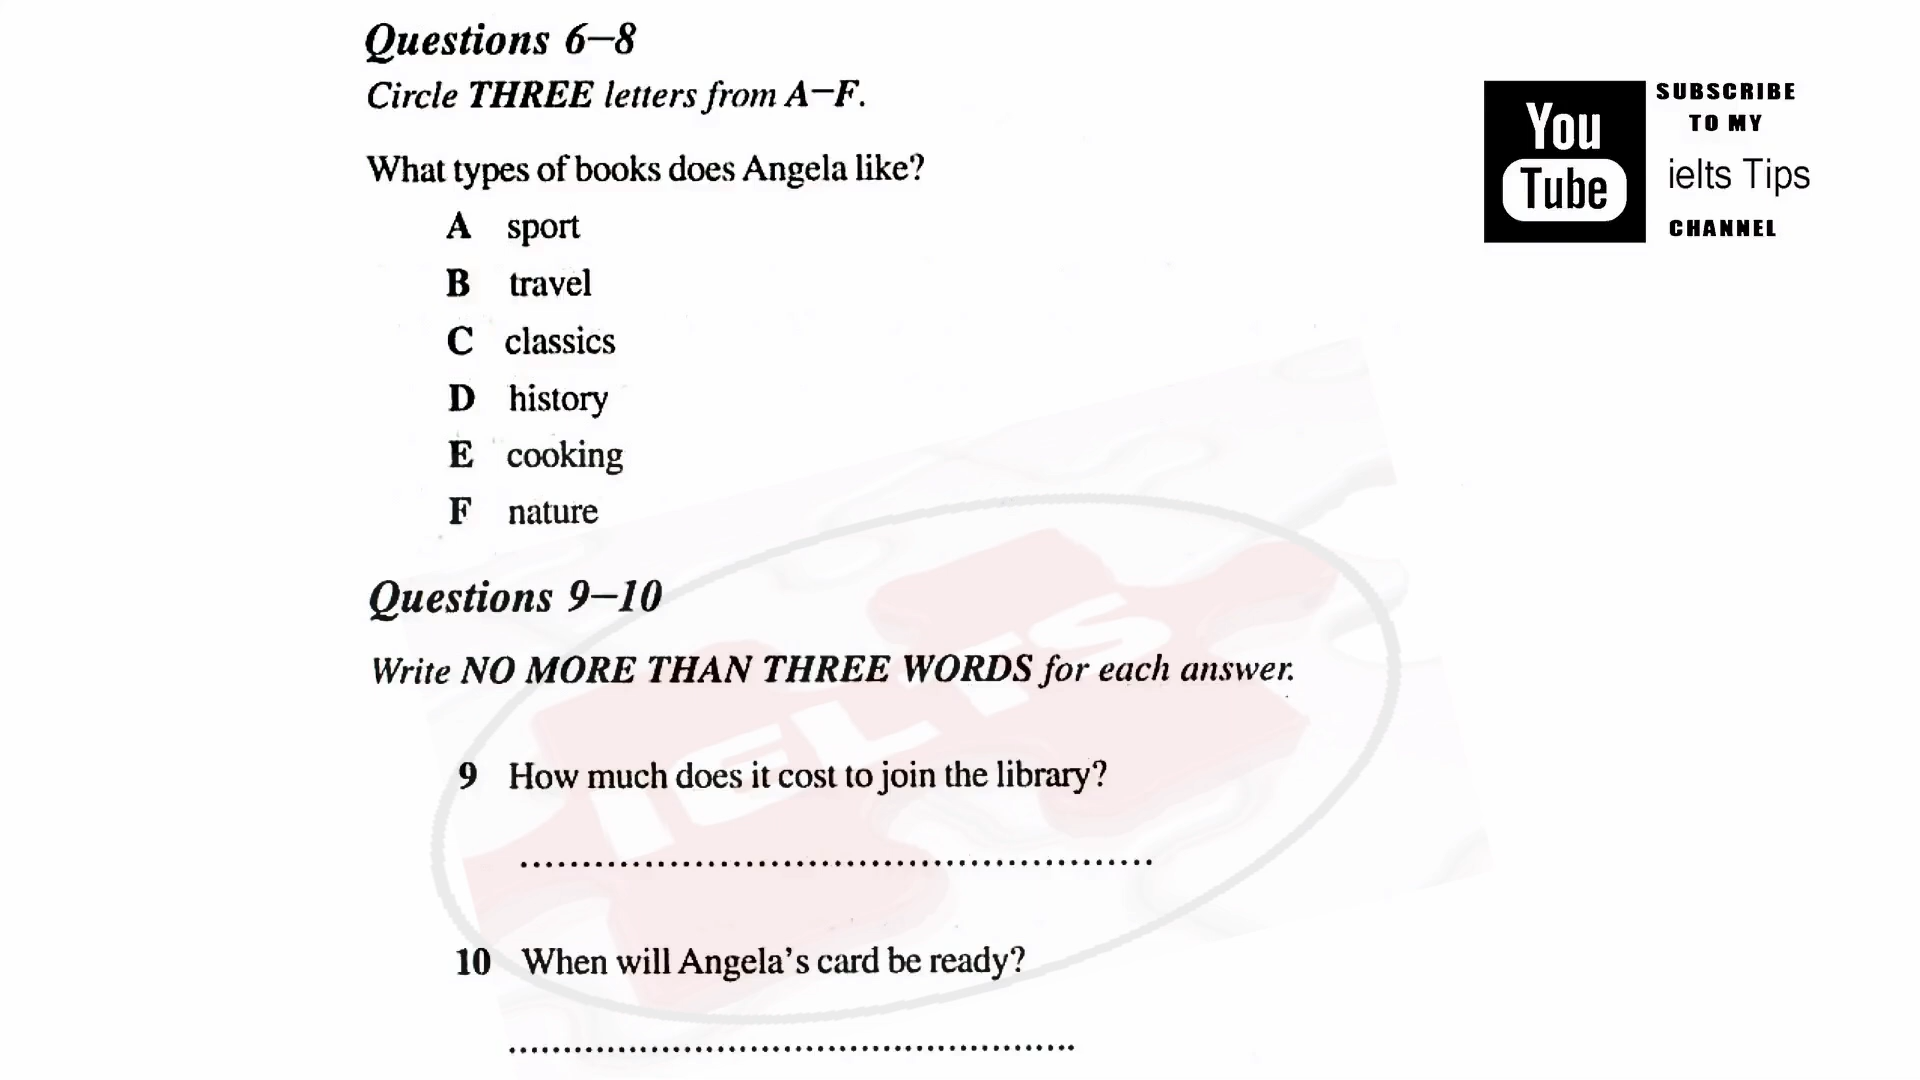 Questions 6–8
Circle THREE letters from A–F.
What types of books does Angela like?
A sport
B travel
C classics
D history
E cooking
F nature
Questions 9–10
Write NO MORE THAN THREE WORDS for each answer.
9 How much does it cost to join the library?
..................................................
10 When will Angela's card be ready?
..................................................
You
Tube
SUBSCRIBE
TO MY
ielts Tips
CHANNEL
IELTS